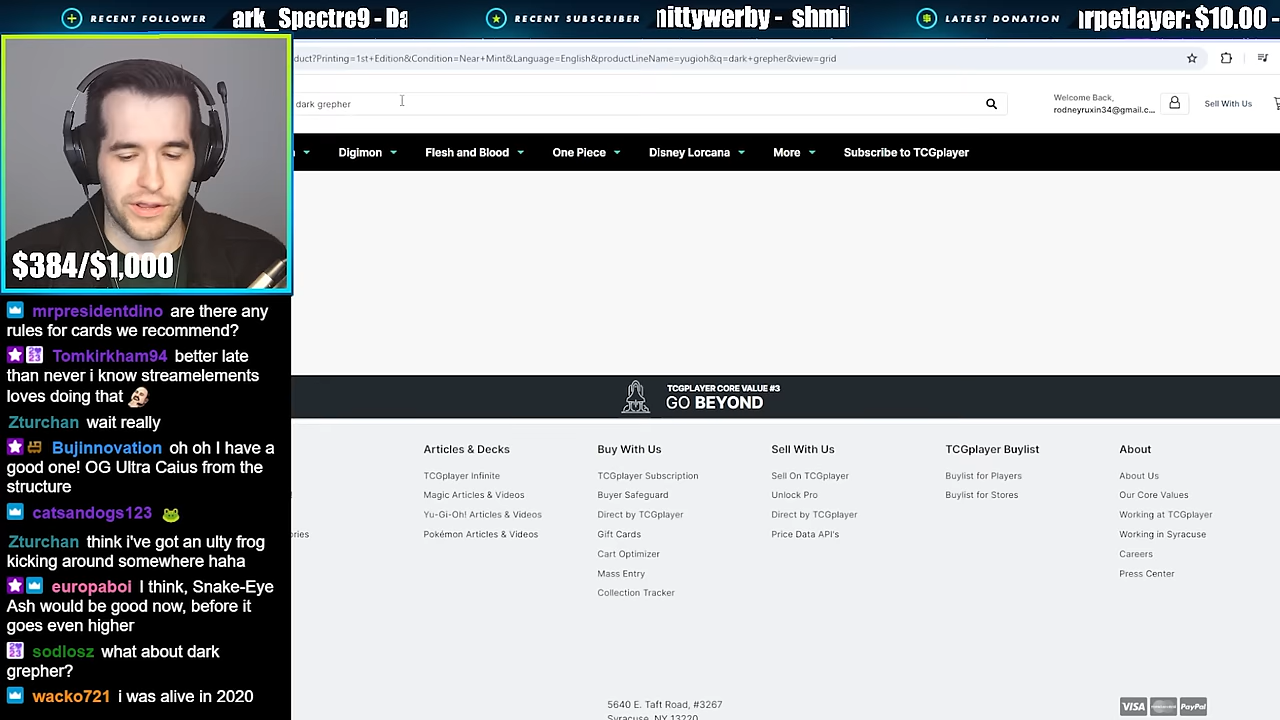 RECENT FOLLOWER
ark_Spectre9 - Da
RECENT SUBSCRIBER
nittywerby - shmit
LATEST DONATION
rpetlayer: $10.00 -
duct?Printing=1st+Edition&Condition=Near+Mint&Language=English&productLineName=yugioh&q=dark+grepher&view=grid
dark grepher
Welcome Back,
rodneyruxin34@gmail.c...
Sell With Us
Digimon
Flesh and Blood
One Piece
Disney Lorcana
More
Subscribe to TCGplayer
$384/$1,000
mrpresidentdino are there any
rules for cards we recommend?
Tomkirkham94 better late
than never i know streamelements
loves doing that
Zturchan wait really
Bujinnovation oh oh I have a
good one! OG Ultra Caius from the
structure
catsandogs123
Zturchan think i've got an ulty frog
kicking around somewhere haha
europaboi I think, Snake-Eye
Ash would be good now, before it
goes even higher
sodlosz what about dark
grepher?
wacko721 i was alive in 2020
TCGPLAYER CORE VALUE #3
GO BEYOND
ories
Articles & Decks
TCGplayer Infinite
Magic Articles & Videos
Yu-Gi-Oh! Articles & Videos
Pokémon Articles & Videos
Buy With Us
TCGplayer Subscription
Buyer Safeguard
Direct by TCGplayer
Gift Cards
Cart Optimizer
Mass Entry
Collection Tracker
Sell With Us
Sell On TCGplayer
Unlock Pro
Direct by TCGplayer
Price Data API's
TCGplayer Buylist
Buylist for Players
Buylist for Stores
About
About Us
Our Core Values
Working at TCGplayer
Working in Syracuse
Careers
Press Center
5640 E. Taft Road, #3267
Syracuse, NY 13220
VISA
PayPal